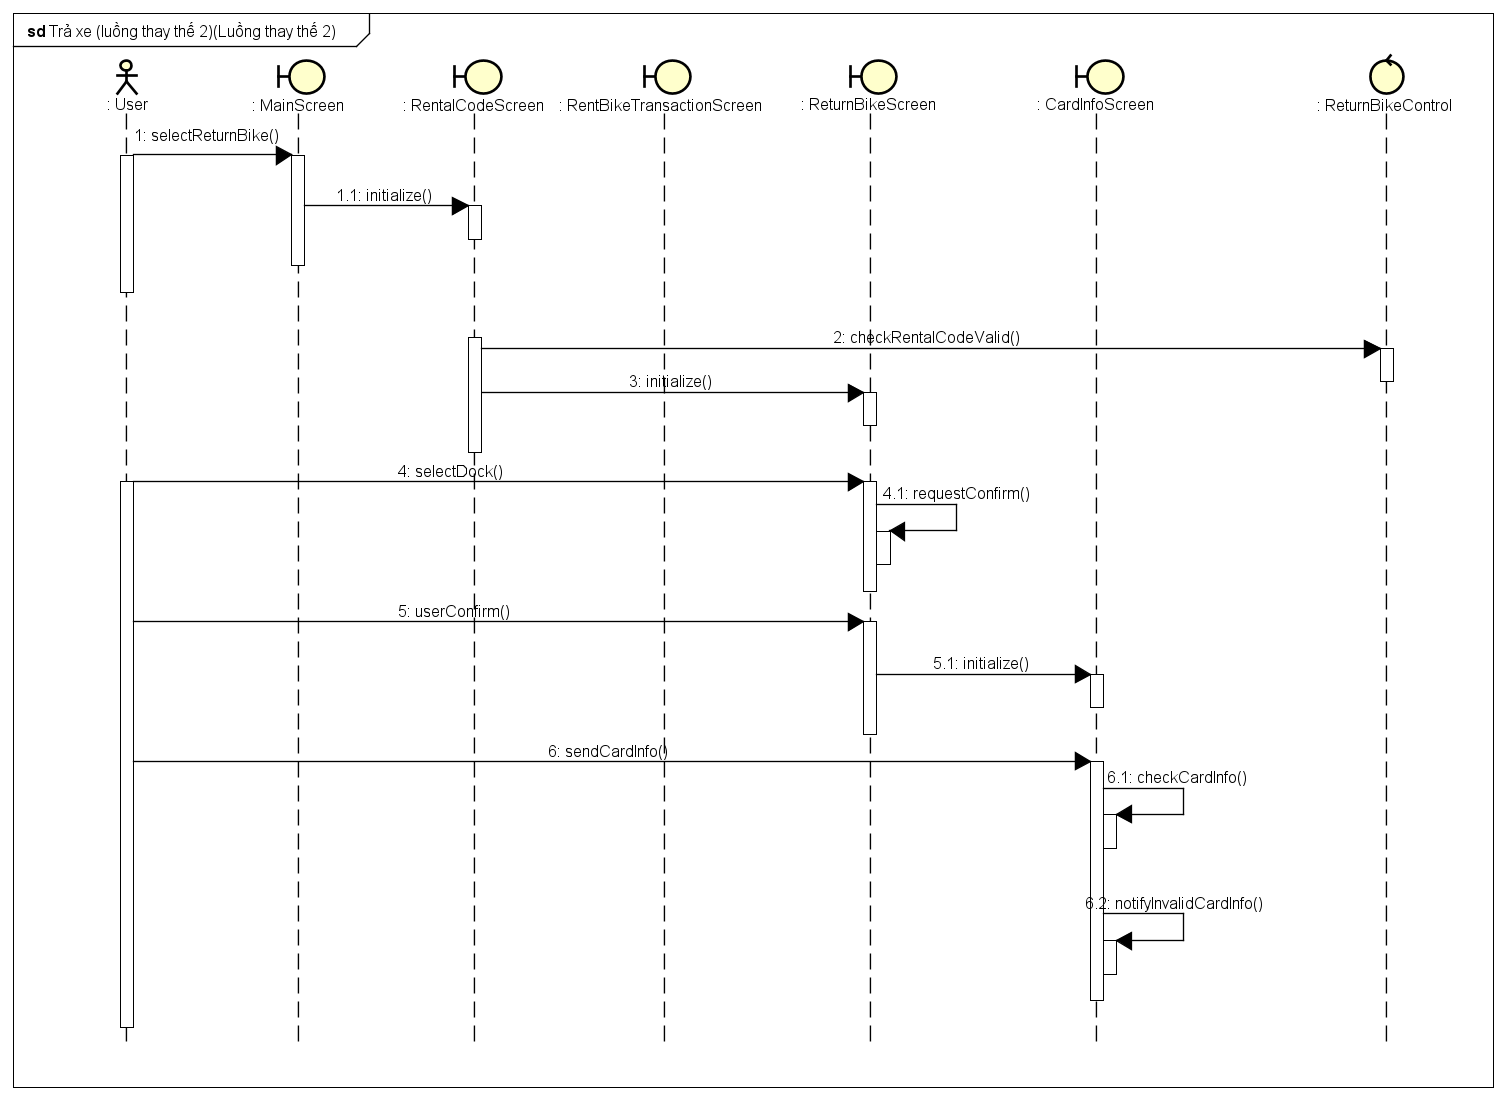 sd Trả xe (luồng thay thế 2)(Luồng thay thế 2)
: User
: MainScreen
: RentalCodeScreen
: RentBikeTransactionScreen
: ReturnBikeScreen
: CardInfoScreen
: ReturnBikeControl
1: selectReturnBike()
1.1: initialize()
2: checkRentalCodeValid()
3: initialize()
4: selectDock()
4.1: requestConfirm()
5: userConfirm()
5.1: initialize()
6: sendCardInfo()
6.1: checkCardInfo()
6.2: notifyInvalidCardInfo()